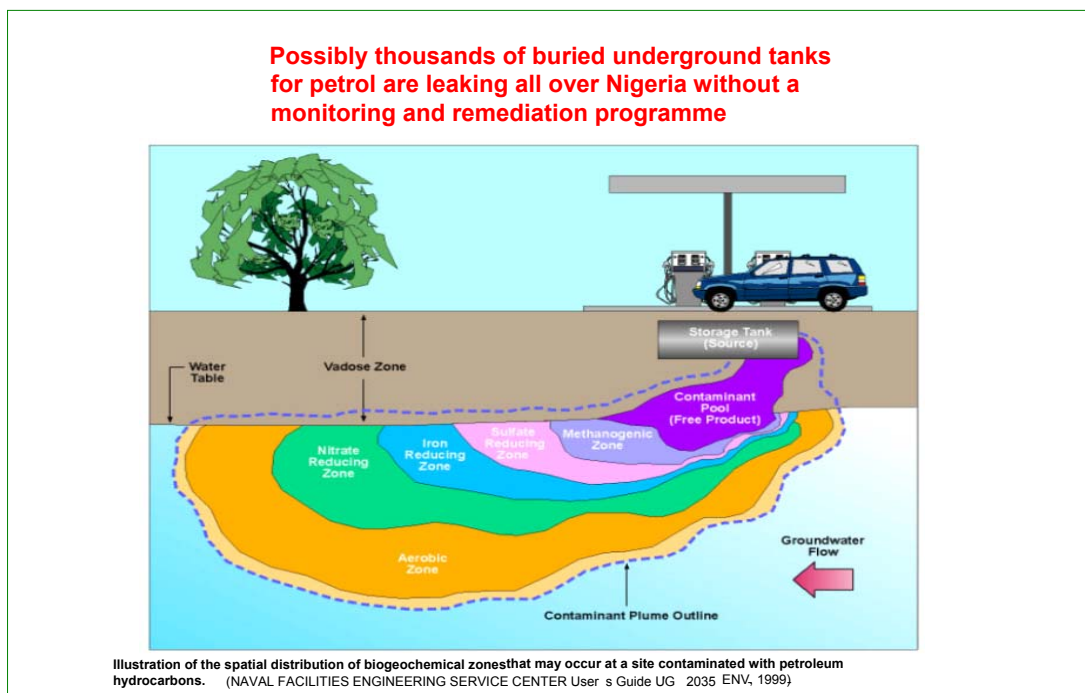 Possibly thousands of buried underground tanks
for petrol are leaking all over Nigeria without a
monitoring and remediation programme
Storage Tank
(Source)
Water
Table
Vadose Zone
Contaminant
Pool
(Free Product)
Nitrate
Reducing
Zone
Iron
Reducing
Zone
Sulfate
Reducing
Zone
Methanogenic
Zone
Aerobic
Zone
Groundwater
Flow
Contaminant Plume Outline
Illustration of the spatial distribution of biogeochemical zonesthat may occur at a site contaminated with petroleum
hydrocarbons. (NAVAL FACILITIES ENGINEERING SERVICE CENTER User s Guide UG 2035 ENV, 1999)